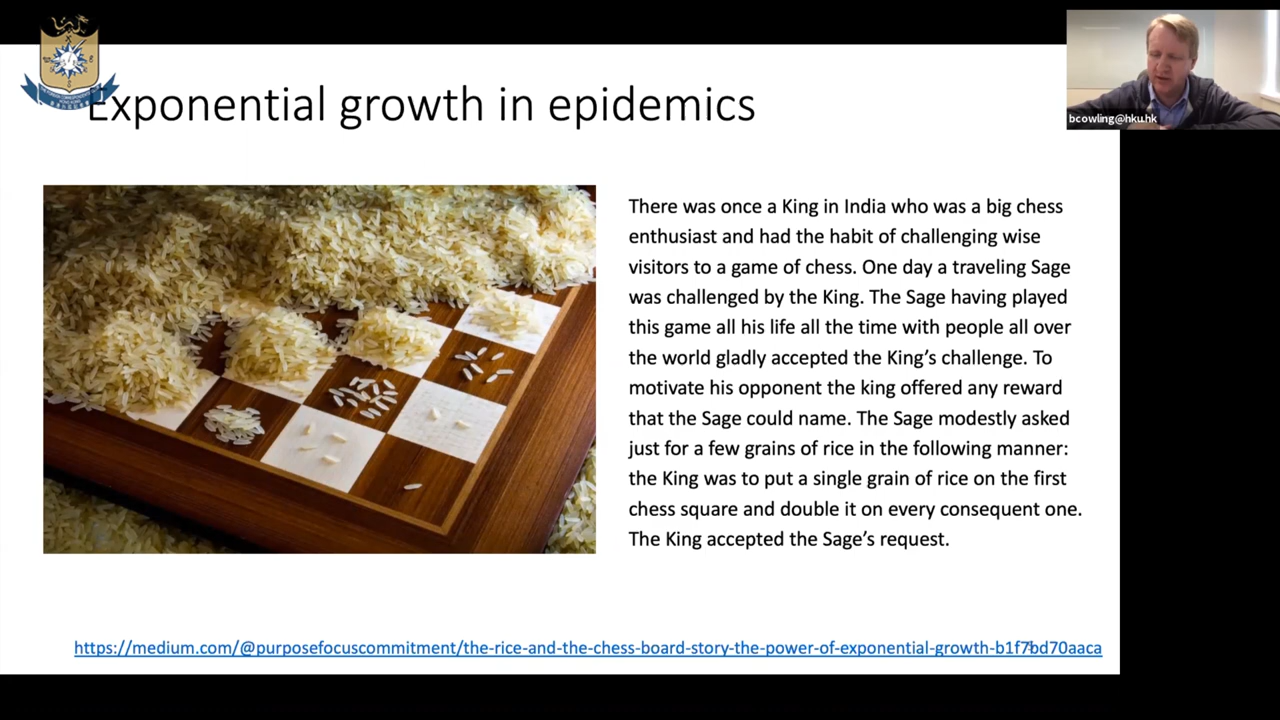 Exponential growth in epidemics
bcowling@hku.hk
There was once a King in India who was a big chess
enthusiast and had the habit of challenging wise
visitors to a game of chess. One day a traveling Sage
was challenged by the King. The Sage having played
this game all his life all the time with people all over
the world gladly accepted the King’s challenge. To
motivate his opponent the king offered any reward
that the Sage could name. The Sage modestly asked
just for a few grains of rice in the following manner:
the King was to put a single grain of rice on the first
chess square and double it on every consequent one.
The King accepted the Sage’s request.
https://medium.com/@purposefocuscommitment/the-rice-and-the-chess-board-story-the-power-of-exponential-growth-b1f7bd70aaca